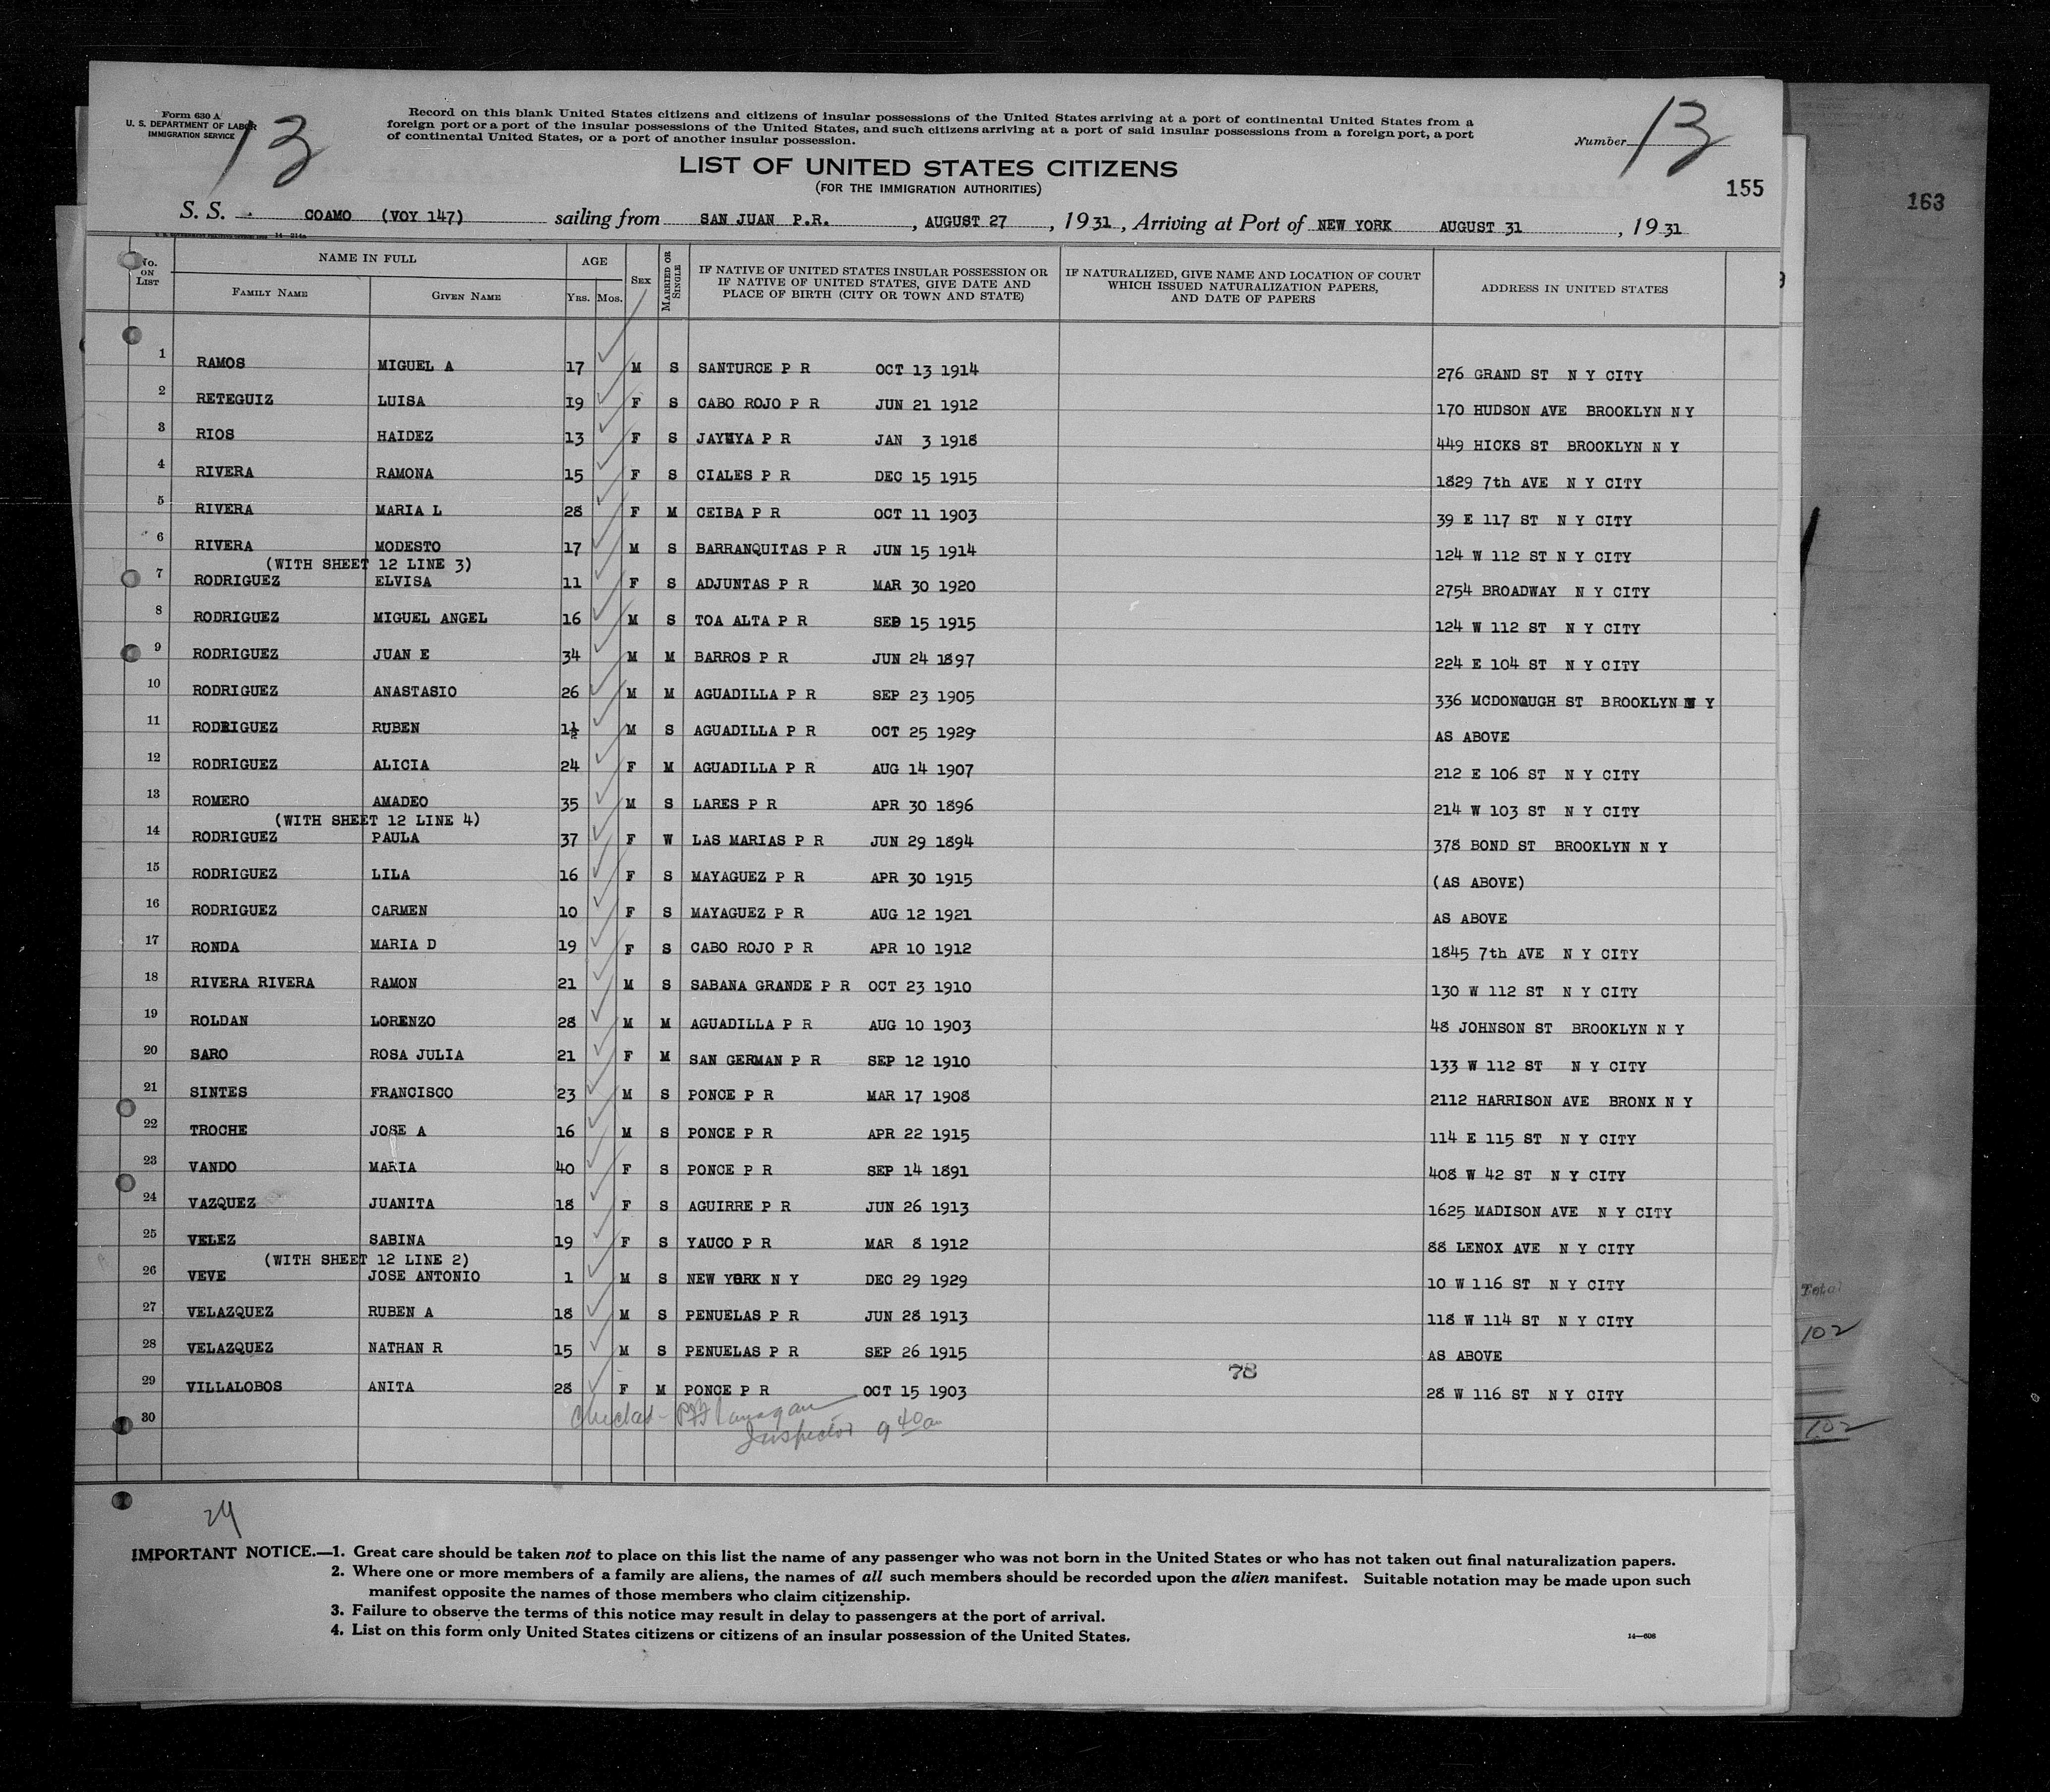 Form 630 A
U. S. DEPARTMENT OF LABOR
IMMIGRATION SERVICE
13
Record on this blank United States citizens and citizens of insular possessions of the United States arriving at a port of continental United States from a
foreign port or a port of the insular possessions of the United States, and such citizens arriving at a port of said insular possessions from a foreign port, a port
of continental United States, or a port of another insular possession.
Number 13
LIST OF UNITED STATES CITIZENS
(FOR THE IMMIGRATION AUTHORITIES)
155
163
S. S. COAMO (VOY 147) sailing from SAN JUAN P.R. , AUGUST 27 , 1931, Arriving at Port of NEW YORK AUGUST 31 , 1931
No. ON LIST NAME IN FULL FAMILY NAME GIVEN NAME AGE YRS. MOS. SEX MARRIED OR SINGLE IF NATIVE OF UNITED STATES INSULAR POSSESSION OR IF NATIVE OF UNITED STATES, GIVE DATE AND PLACE OF BIRTH (CITY OR TOWN AND STATE) IF NATURALIZED, GIVE NAME AND LOCATION OF COURT WHICH ISSUED NATURALIZATION PAPERS, AND DATE OF PAPERS ADDRESS IN UNITED STATES
1 RAMOS MIGUEL A 17 M S SANTURCE P R OCT 13 1914 276 GRAND ST N Y CITY
2 RETEGUIZ LUISA 19 F S CABO ROJO P R JUN 21 1912 170 HUDSON AVE BROOKLYN N Y
3 RIOS HAIDEZ 13 F S JAYUYA P R JAN 3 1918 449 HICKS ST BROOKLYN N Y
4 RIVERA RAMONA 15 F S CIALES P R DEC 15 1915 1829 7th AVE N Y CITY
5 RIVERA MARIA L 28 F M CEIBA P R OCT 11 1903 39 E 117 ST N Y CITY
6 RIVERA MODESTO 17 M S BARRANQUITAS P R JUN 15 1914 124 W 112 ST N Y CITY
(WITH SHEET 12 LINE 3)
7 RODRIGUEZ ELVISA 11 F S ADJUNTAS P R MAR 30 1920 2754 BROADWAY N Y CITY
8 RODRIGUEZ MIGUEL ANGEL 16 M S TOA ALTA P R SEP 15 1915 124 W 112 ST N Y CITY
9 RODRIGUEZ JUAN E 34 M M BARROS P R JUN 24 1897 224 E 104 ST N Y CITY
10 RODRIGUEZ ANASTASIO 26 M M AGUADILLA P R SEP 23 1905 336 MCDONOUGH ST BROOKLYN N Y
11 RODRIGUEZ RUBEN 1½ M S AGUADILLA P R OCT 25 1929 AS ABOVE
12 RODRIGUEZ ALICIA 24 F M AGUADILLA P R AUG 14 1907 212 E 106 ST N Y CITY
13 ROMERO AMADEO 35 M S LARES P R APR 30 1896 214 W 103 ST N Y CITY
(WITH SHEET 12 LINE 4)
14 RODRIGUEZ PAULA 37 F W LAS MARIAS P R JUN 29 1894 378 BOND ST BROOKLYN N Y
15 RODRIGUEZ LILA 16 F S MAYAGUEZ P R APR 30 1915 (AS ABOVE)
16 RODRIGUEZ CARMEN 10 F S MAYAGUEZ P R AUG 12 1921 AS ABOVE
17 RONDA MARIA D 19 F S CABO ROJO P R APR 10 1912 1845 7th AVE N Y CITY
18 RIVERA RIVERA RAMON 21 M S SABANA GRANDE P R OCT 23 1910 130 W 112 ST N Y CITY
19 ROLDAN LORENZO 28 M M AGUADILLA P R AUG 10 1903 48 JOHNSON ST BROOKLYN N Y
20 SARO ROSA JULIA 21 F M SAN GERMAN P R SEP 12 1910 133 W 112 ST N Y CITY
21 SINTES FRANCISCO 23 M S PONCE P R MAR 17 1908 2112 HARRISON AVE BRONX N Y
22 TROCHE JOSE A 16 M S PONCE P R APR 22 1915 114 E 115 ST N Y CITY
23 VANDO MARIA 40 F S PONCE P R SEP 14 1891 408 W 42 ST N Y CITY
24 VAZQUEZ JUANITA 18 F S AGUIRRE P R JUN 26 1913 1625 MADISON AVE N Y CITY
25 VELEZ SABINA 19 F S YAUCO P R MAR 8 1912 88 LENOX AVE N Y CITY
(WITH SHEET 12 LINE 2)
26 VEVE JOSE ANTONIO 1 M S NEW YORK N Y DEC 29 1929 10 W 116 ST N Y CITY
27 VELAZQUEZ RUBEN A 18 M S PENUELAS P R JUN 28 1913 118 W 114 ST N Y CITY
28 VELAZQUEZ NATHAN R 15 M S PENUELAS P R SEP 26 1915 AS ABOVE
78
29 VILLALOBOS ANITA 28 F M PONCE P R OCT 15 1903 28 W 116 ST N Y CITY
30
Inspector 9 40 a
Total
102
102
29
IMPORTANT NOTICE.—1. Great care should be taken not to place on this list the name of any passenger who was not born in the United States or who has not taken out final naturalization papers.
2. Where one or more members of a family are aliens, the names of all such members should be recorded upon the alien manifest. Suitable notation may be made upon such
manifest opposite the names of those members who claim citizenship.
3. Failure to observe the terms of this notice may result in delay to passengers at the port of arrival.
4. List on this form only United States citizens or citizens of an insular possession of the United States.
14—608